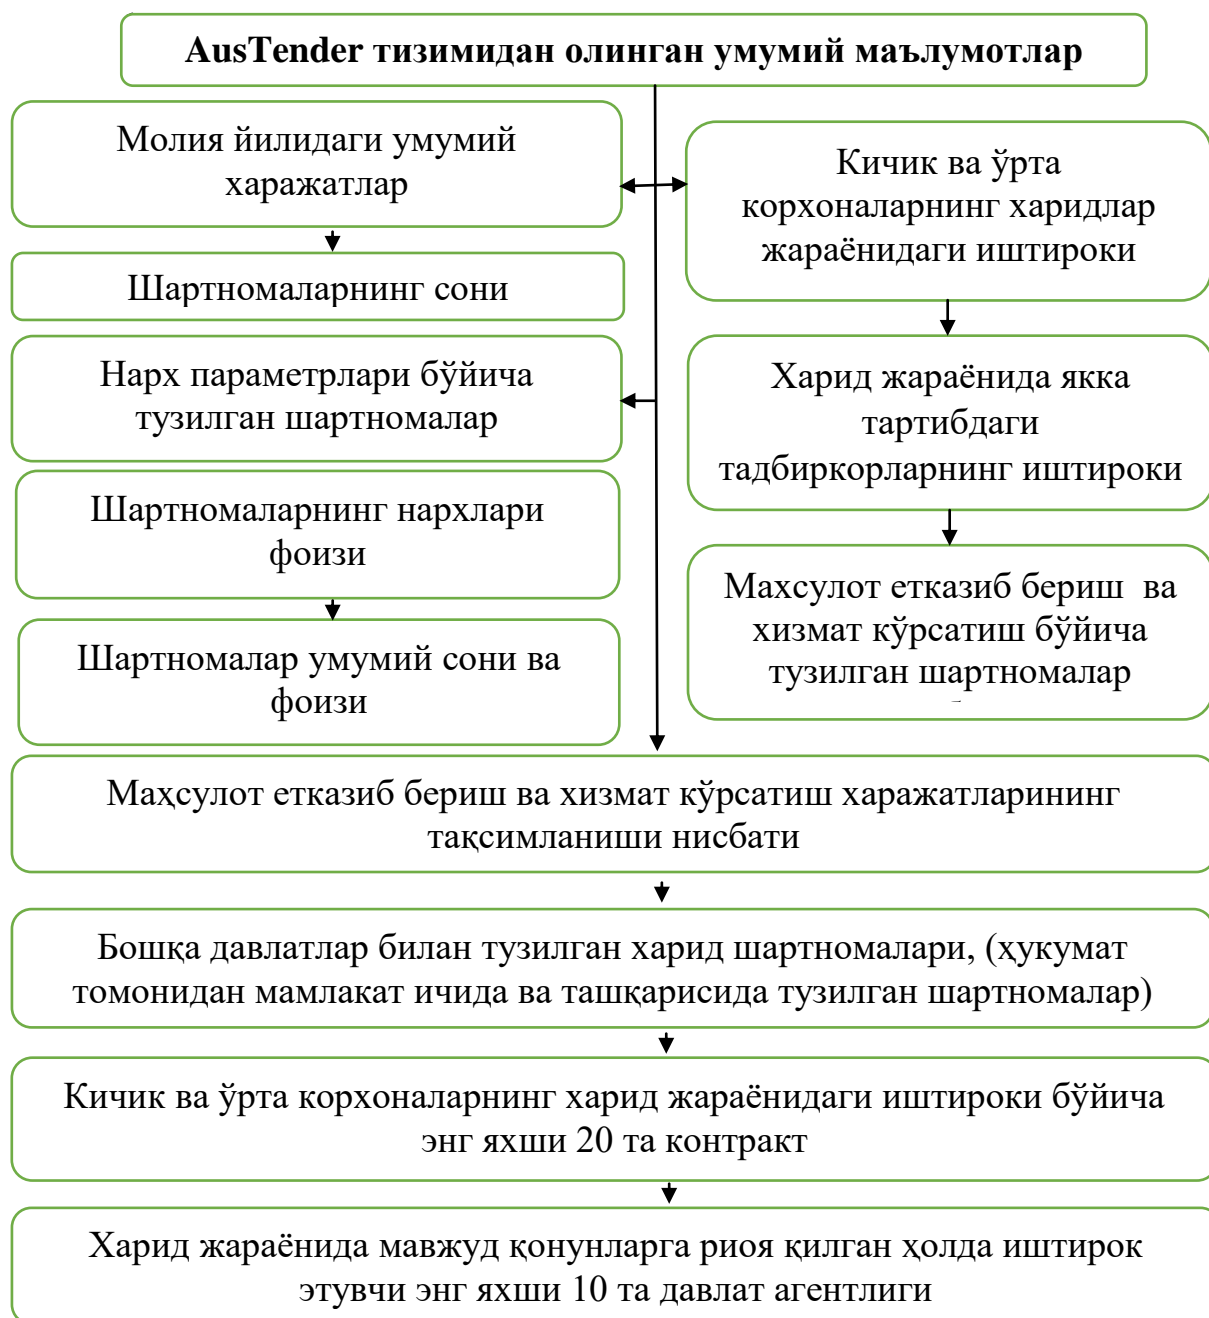 AusTender тизимидан олинган умумий маълумотлар
Молия йилидаги умумий
харажатлар
Шартномаларнинг сони
Нарх параметрлари бўйича
тузилган шартномалар
Шартномаларнинг нархлари
фоизи
Шартномалар умумий сони ва
фоизи
Кичик ва ўрта
корхоналарнинг харидлар
жараёнидаги иштироки
Харид жараёнида якка
тартибдаги
тадбиркорларнинг иштироки
Махсулот етказиб бериш ва
хизмат кўрсатиш бўйича
тузилган шартномалар
Маҳсулот етказиб бериш ва хизмат кўрсатиш харажатларининг
тақсимланиши нисбати
Бошқа давлатлар билан тузилган харид шартномалари, (ҳукумат
томонидан мамлакат ичида ва ташқарисида тузилган шартномалар)
Кичик ва ўрта корхоналарнинг харид жараёнидаги иштироки бўйича
энг яхши 20 та контракт
Харид жараёнида мавжуд қонунларга риоя қилган ҳолда иштирок
этувчи энг яхши 10 та давлат агентлиги